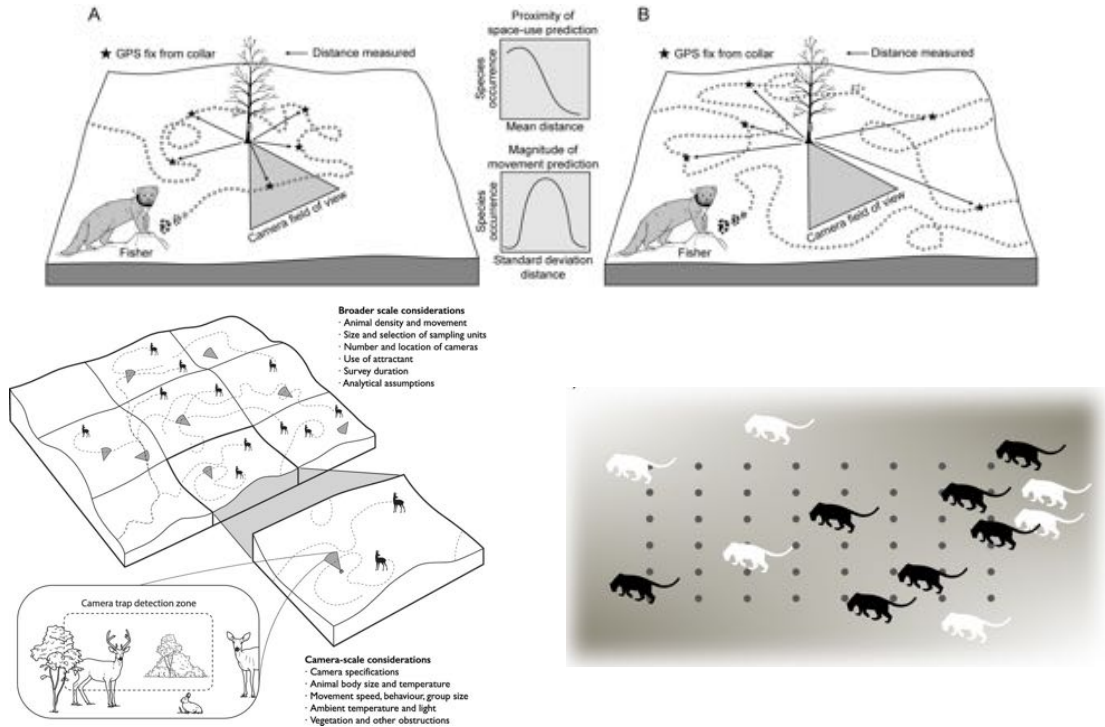 A
★ GPS fix from collar
← Distance measured
Fisher
Camera field of view
Proximity of
space-use prediction
Species
occurrence
Mean distance
Magnitude of
movement prediction
Species
occurrence
Standard deviation
distance
B
★ GPS fix from collar
← Distance measured
Fisher
Camera field of view
Broader scale considerations
· Animal density and movement
· Size and selection of sampling units
· Number and location of cameras
· Use of attractant
· Survey duration
· Analytical assumptions
Camera trap detection zone
Camera-scale considerations
· Camera specifications
· Animal body size and temperature
· Movement speed, behaviour, group size
· Ambient temperature and light
· Vegetation and other obstructions